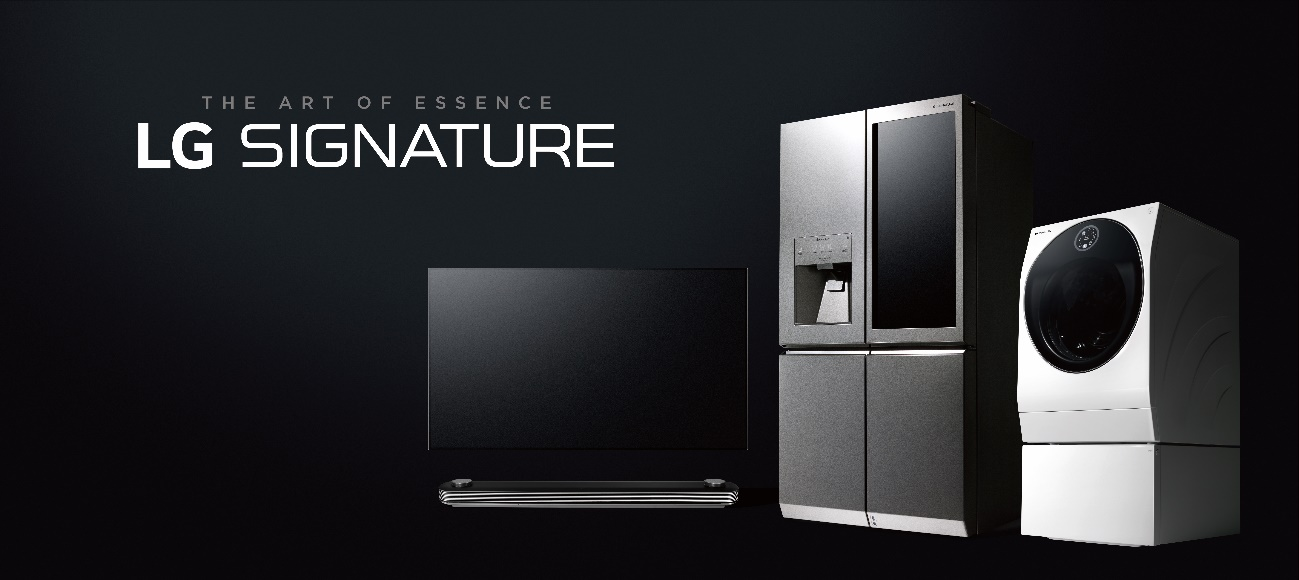 THE ART OF ESSENCE
LG SIGNATURE